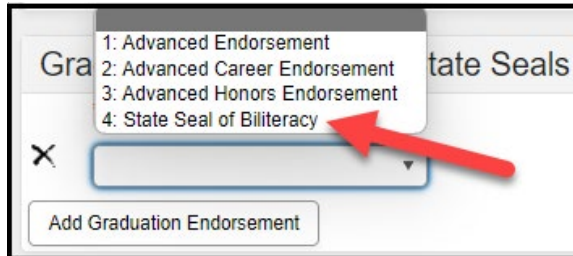 1: Advanced Endorsement
2: Advanced Career Endorsement
3: Advanced Honors Endorsement
4: State Seal of Biliteracy
Gra tate Seals
Add Graduation Endorsement